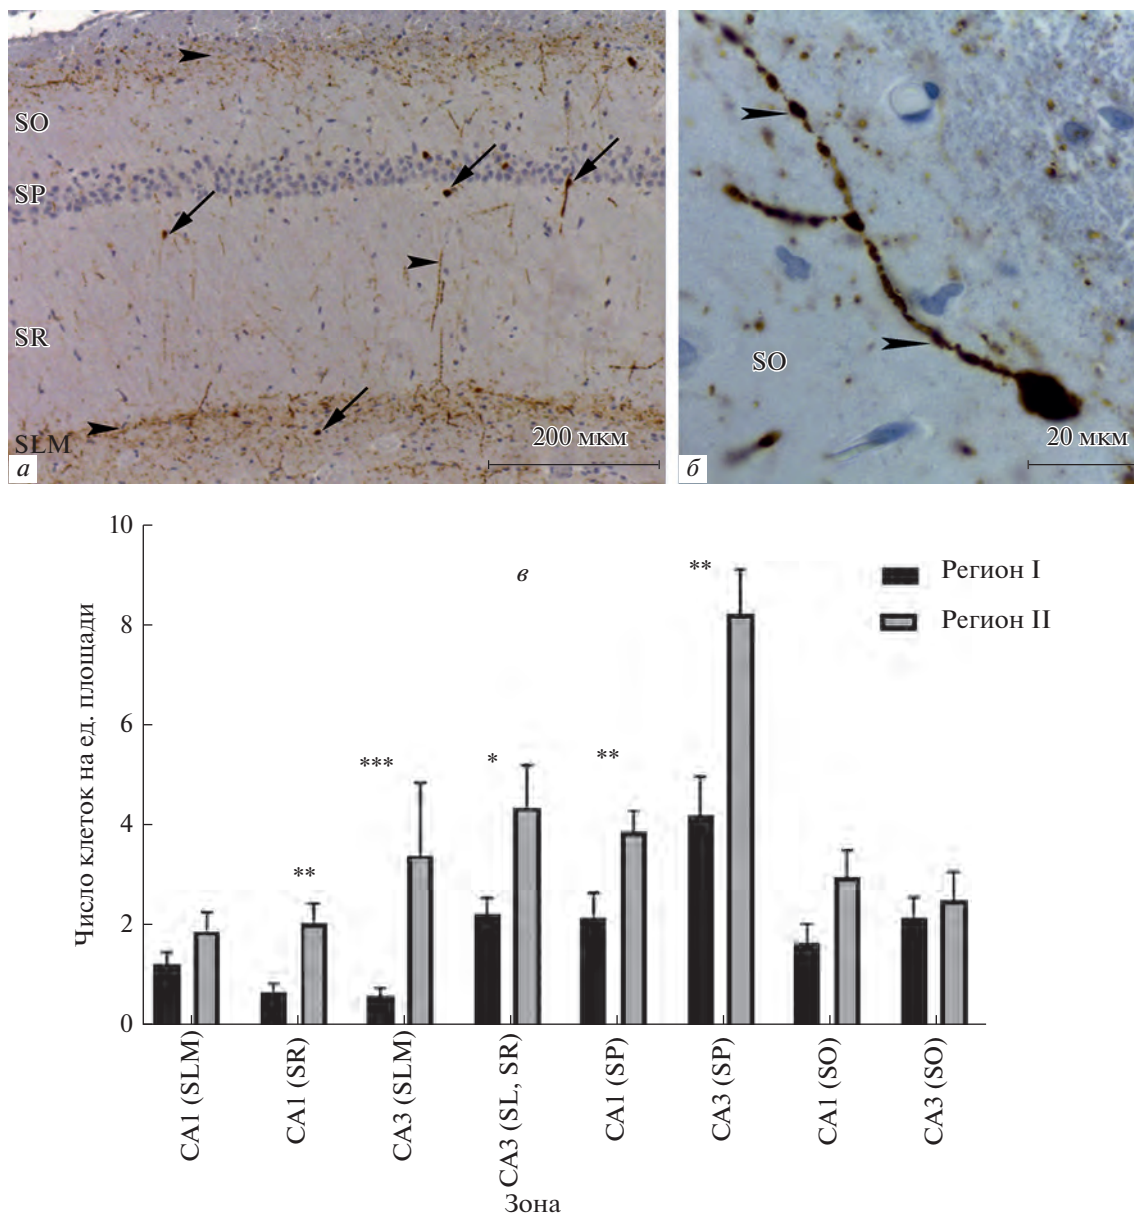 SO
SP
SR
SLM
200 мкм
а
SO
20 мкм
б
10
8
6
4
2
0
Число клеток на ед. площади
в
Регион I
Регион II
**
***
*
**
**
CA1 (SLM)
CA1 (SR)
CA3 (SLM)
CA3 (SL, SR)
CA1 (SP)
CA3 (SP)
CA1 (SO)
CA3 (SO)
Зона